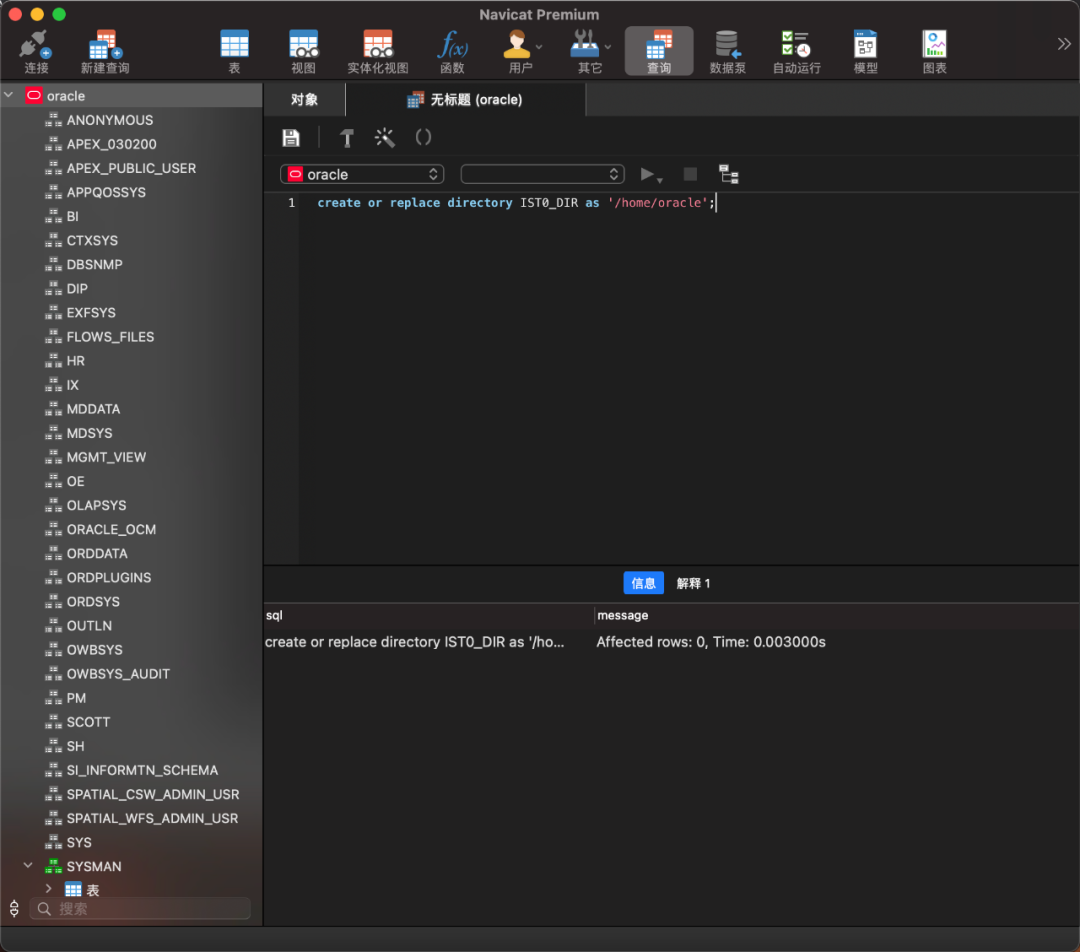 Navicat Premium
连接
新建查询
表
视图
实体化视图
函数
用户
其它
查询
数据泵
自动运行
模型
图表
oracle
ANONYMOUS
APEX_030200
APEX_PUBLIC_USER
APPQOSSYS
BI
CTXSYS
DBSNMP
DIP
EXFSYS
FLOWS_FILES
HR
IX
MDDATA
MDSYS
MGMT_VIEW
OE
OLAPSYS
ORACLE_OCM
ORDDATA
ORDPLUGINS
ORDSYS
OUTLN
OWBSYS
OWBSYS_AUDIT
PM
SCOTT
SH
SI_INFORMTN_SCHEMA
SPATIAL_CSW_ADMIN_USR
SPATIAL_WFS_ADMIN_USR
SYS
SYSMAN
表
搜索
对象
无标题 (oracle)
oracle
1 create or replace directory IST0_DIR as '/home/oracle';
信息 解释 1
sql message
create or replace directory IST0_DIR as '/ho... Affected rows: 0, Time: 0.003000s